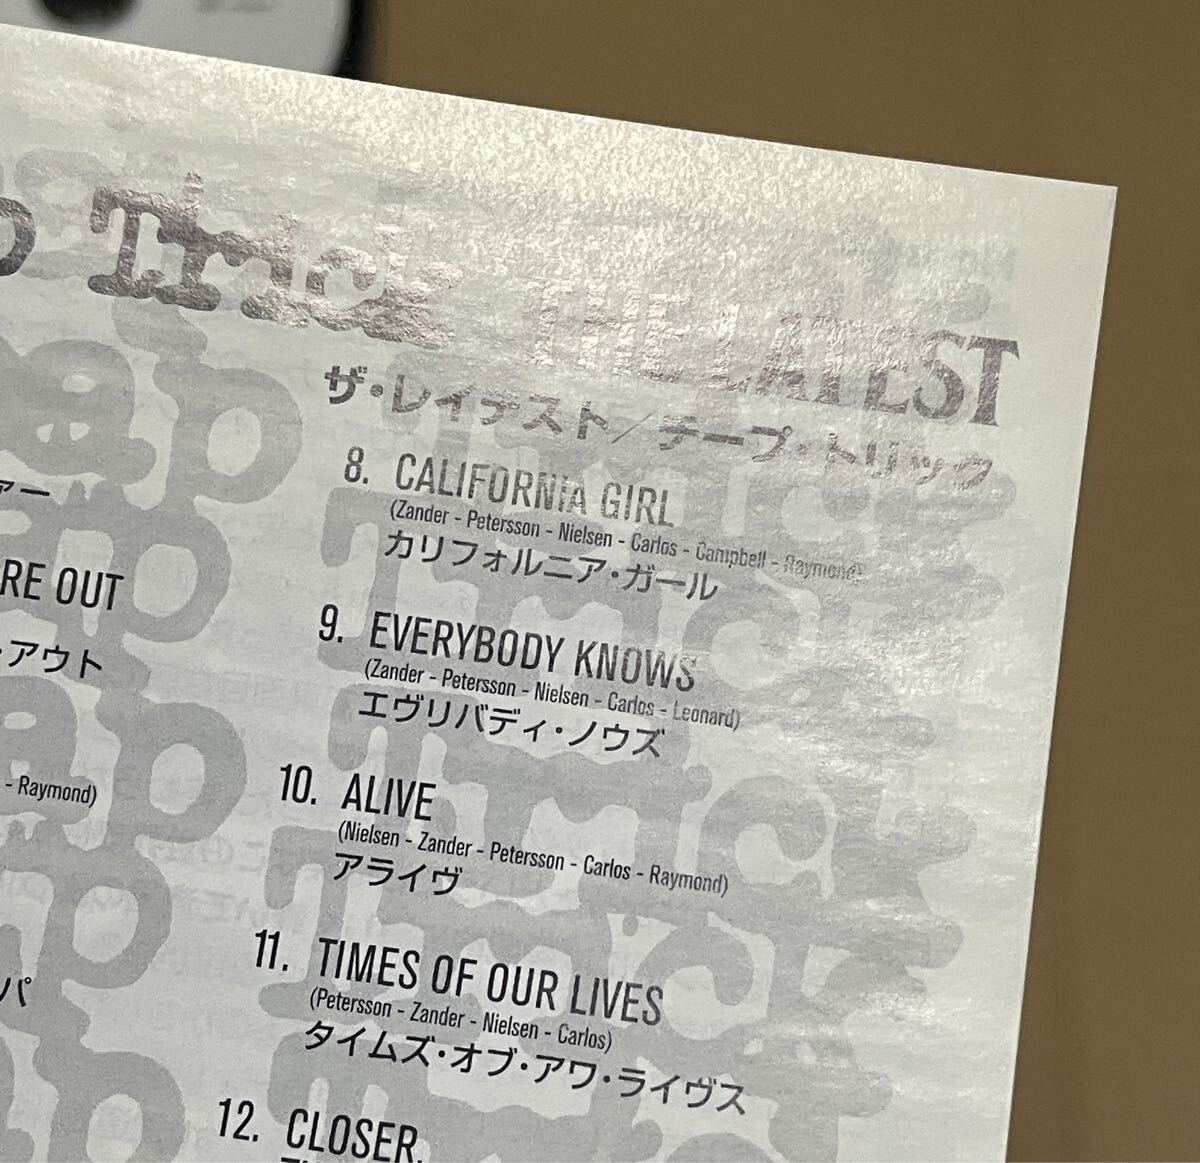 Trick THE LATEST
ザ・レイテスト／チープ・トリック
8. CALIFORNIA GIRL
(Zander - Petersson - Nielsen - Carlos - Campbell - Raymond)
カリフォルニア・ガール
9. EVERYBODY KNOWS
(Zander - Petersson - Nielsen - Carlos - Leonard)
エヴリバディ・ノウズ
10. ALIVE
(Nielsen - Zander - Petersson - Carlos - Raymond)
アライヴ
11. TIMES OF OUR LIVES
(Petersson - Zander - Nielsen - Carlos)
タイムズ・オブ・アワ・ライヴス
12. CLOSER,
ァー
RE OUT
・アウト
- Raymond)
パ